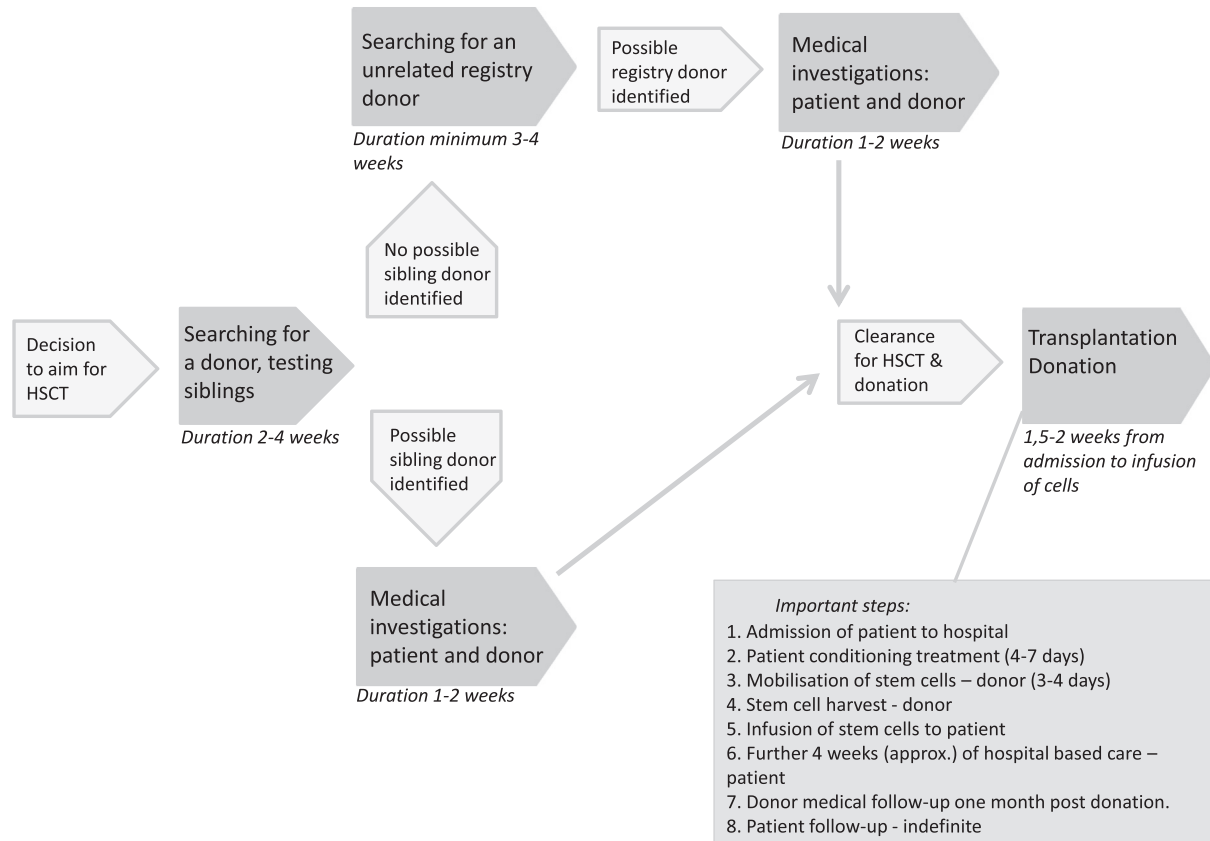 Searching for an
unrelated registry
donor
Duration minimum 3-4
weeks
Possible
registry donor
identified
Medical
investigations:
patient and donor
Duration 1-2 weeks
No possible
sibling donor
identified
Decision
to aim for
HSCT
Searching for
a donor, testing
siblings
Duration 2-4 weeks
Possible
sibling donor
identified
Medical
investigations:
patient and donor
Duration 1-2 weeks
Clearance
for HSCT &
donation
Transplantation
Donation
1,5-2 weeks from
admission to infusion
of cells
Important steps:
1. Admission of patient to hospital
2. Patient conditioning treatment (4-7 days)
3. Mobilisation of stem cells – donor (3-4 days)
4. Stem cell harvest - donor
5. Infusion of stem cells to patient
6. Further 4 weeks (approx.) of hospital based care –
patient
7. Donor medical follow-up one month post donation.
8. Patient follow-up - indefinite